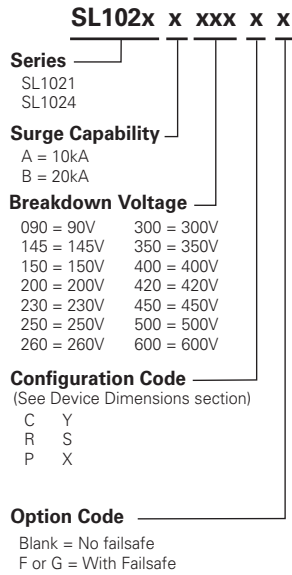 SL102x x xxx x x
Series
SL1021
SL1024
Surge Capability
A = 10kA
B = 20kA
Breakdown Voltage
090 = 90V 300 = 300V
145 = 145V 350 = 350V
150 = 150V 400 = 400V
200 = 200V 420 = 420V
230 = 230V 450 = 450V
250 = 250V 500 = 500V
260 = 260V 600 = 600V
Configuration Code
(See Device Dimensions section)
C Y
R S
P X
Option Code
Blank = No failsafe
F or G = With Failsafe